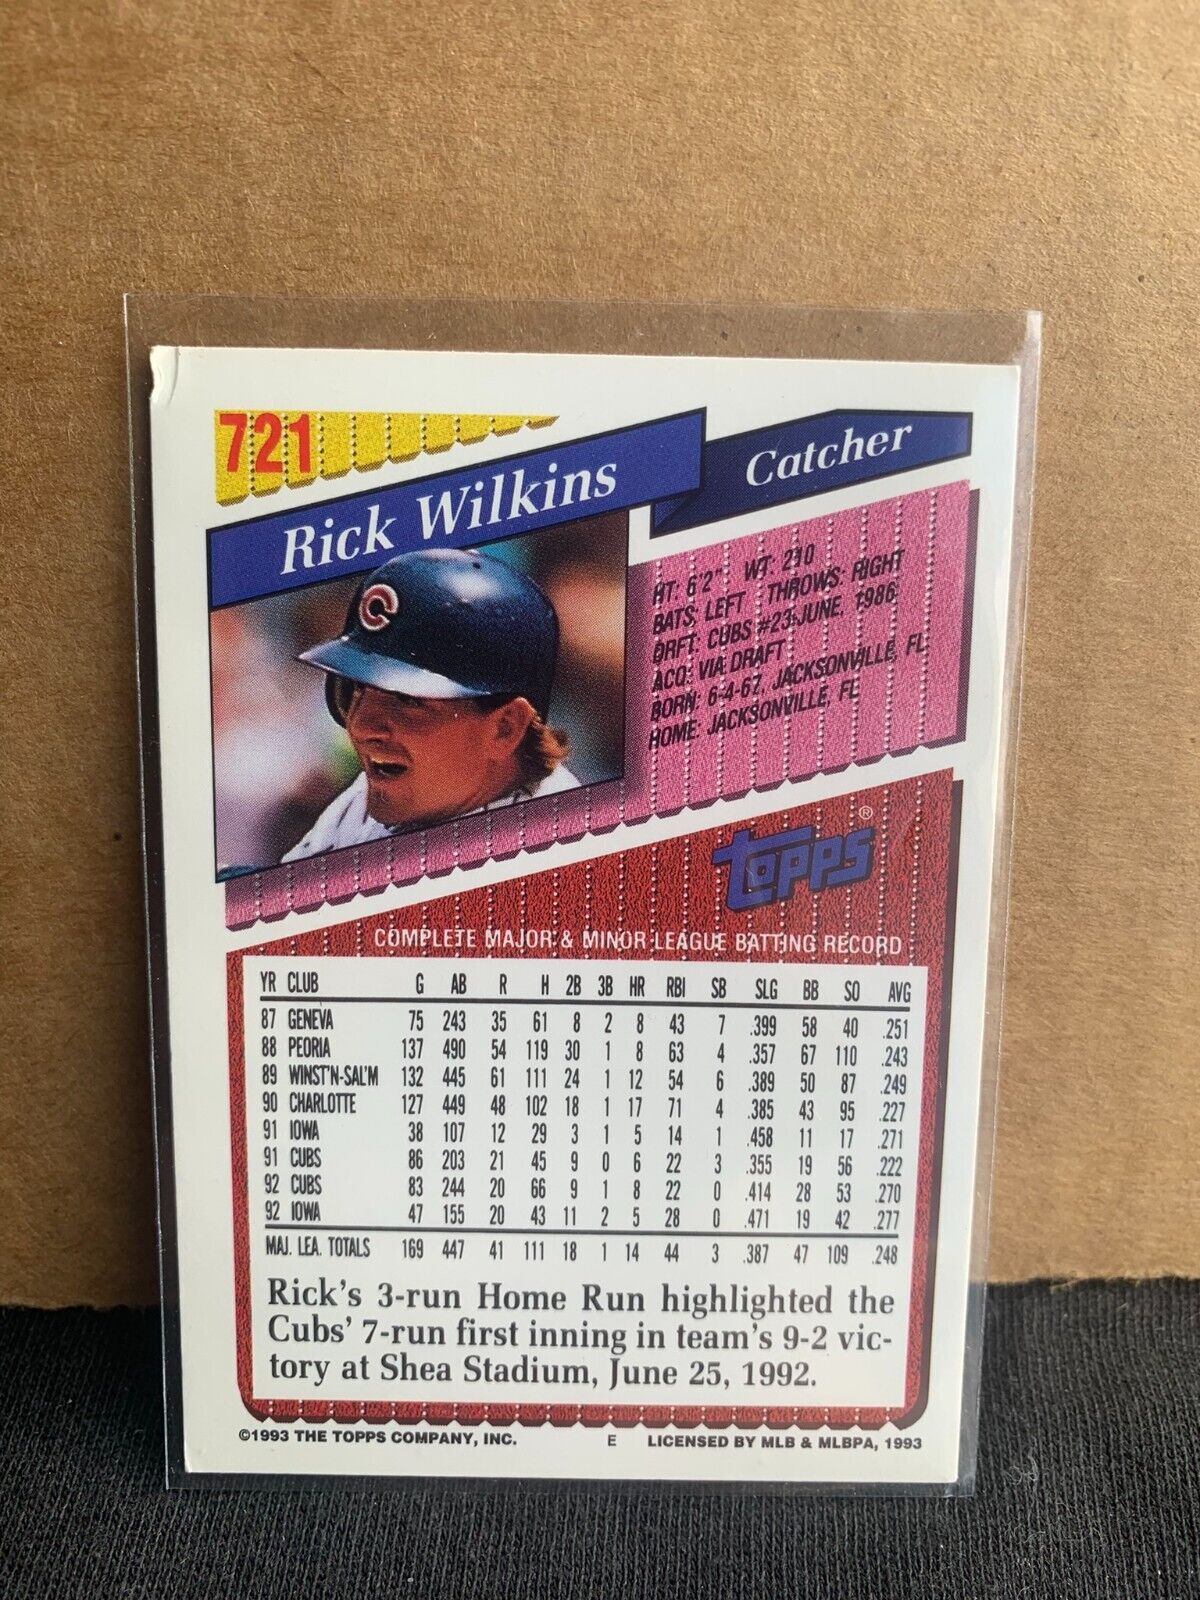 721
Rick Wilkins
Catcher
C
HT: 6'2" WT: 210
BATS: LEFT THROWS: RIGHT
DRFT: CUBS #23-JUNE, 1986
ACQ: VIA DRAFT
BORN: 6-4-67, JACKSONVILLE, FL
HOME: JACKSONVILLE, FL
topps®
COMPLETE MAJOR & MINOR LEAGUE BATTING RECORD
YR CLUB G AB R H 2B 3B HR RBI SB SLG BB SO AVG
87 GENEVA 75 243 35 61 8 2 8 43 7 .399 58 40 .251
88 PEORIA 137 490 54 119 30 1 8 63 4 .357 67 110 .243
89 WINST'N-SAL'M 132 445 61 111 24 1 12 54 6 .389 50 87 .249
90 CHARLOTTE 127 449 48 102 18 1 17 71 4 .385 43 95 .227
91 IOWA 38 107 12 29 3 1 5 14 1 .458 11 17 .271
91 CUBS 86 203 21 45 9 0 6 22 3 .355 19 56 .222
92 CUBS 83 244 20 66 9 1 8 22 0 .414 28 53 .270
92 IOWA 47 155 20 43 11 2 5 28 0 .471 19 42 .277
MAJ. LEA. TOTALS 169 447 41 111 18 1 14 44 3 .387 47 109 .248
Rick's 3-run Home Run highlighted the
Cubs' 7-run first inning in team's 9-2 vic-
tory at Shea Stadium, June 25, 1992.
©1993 THE TOPPS COMPANY, INC. E LICENSED BY MLB & MLBPA, 1993